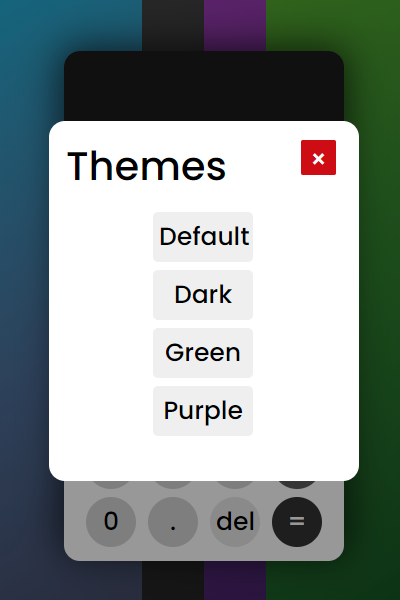 Themes ×
Default
Dark
Green
Purple
0 . del =